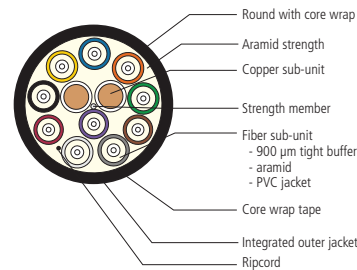 Round with core wrap
Aramid strength
Copper sub-unit
Strength member
Fiber sub-unit
- 900 µm tight buffer
- aramid
- PVC jacket
Core wrap tape
Integrated outer jacket
Ripcord